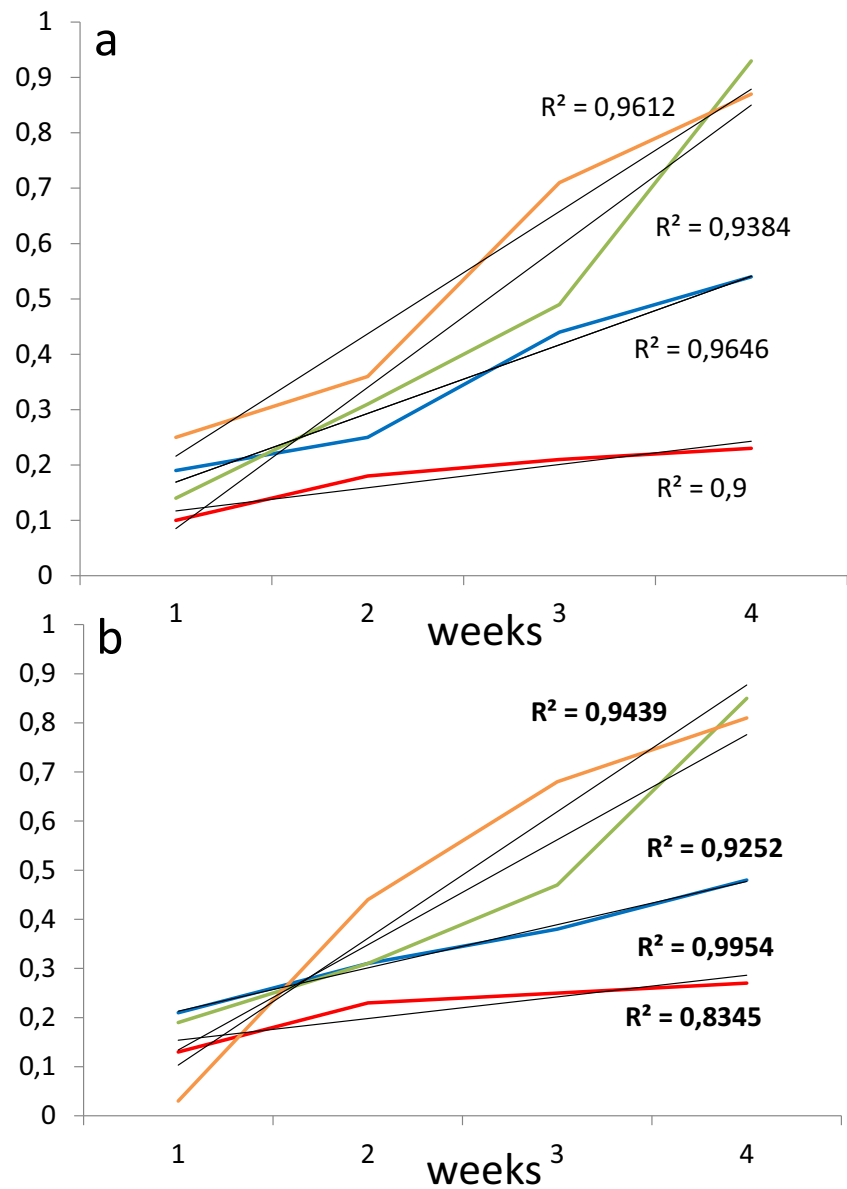 a
1
0,9
0,8
0,7
0,6
0,5
0,4
0,3
0,2
0,1
0
R² = 0,9612
R² = 0,9384
R² = 0,9646
R² = 0,9
1 2 3 4
weeks
b
1
0,9
0,8
0,7
0,6
0,5
0,4
0,3
0,2
0,1
0
R² = 0,9439
R² = 0,9252
R² = 0,9954
R² = 0,8345
1 2 3 4
weeks